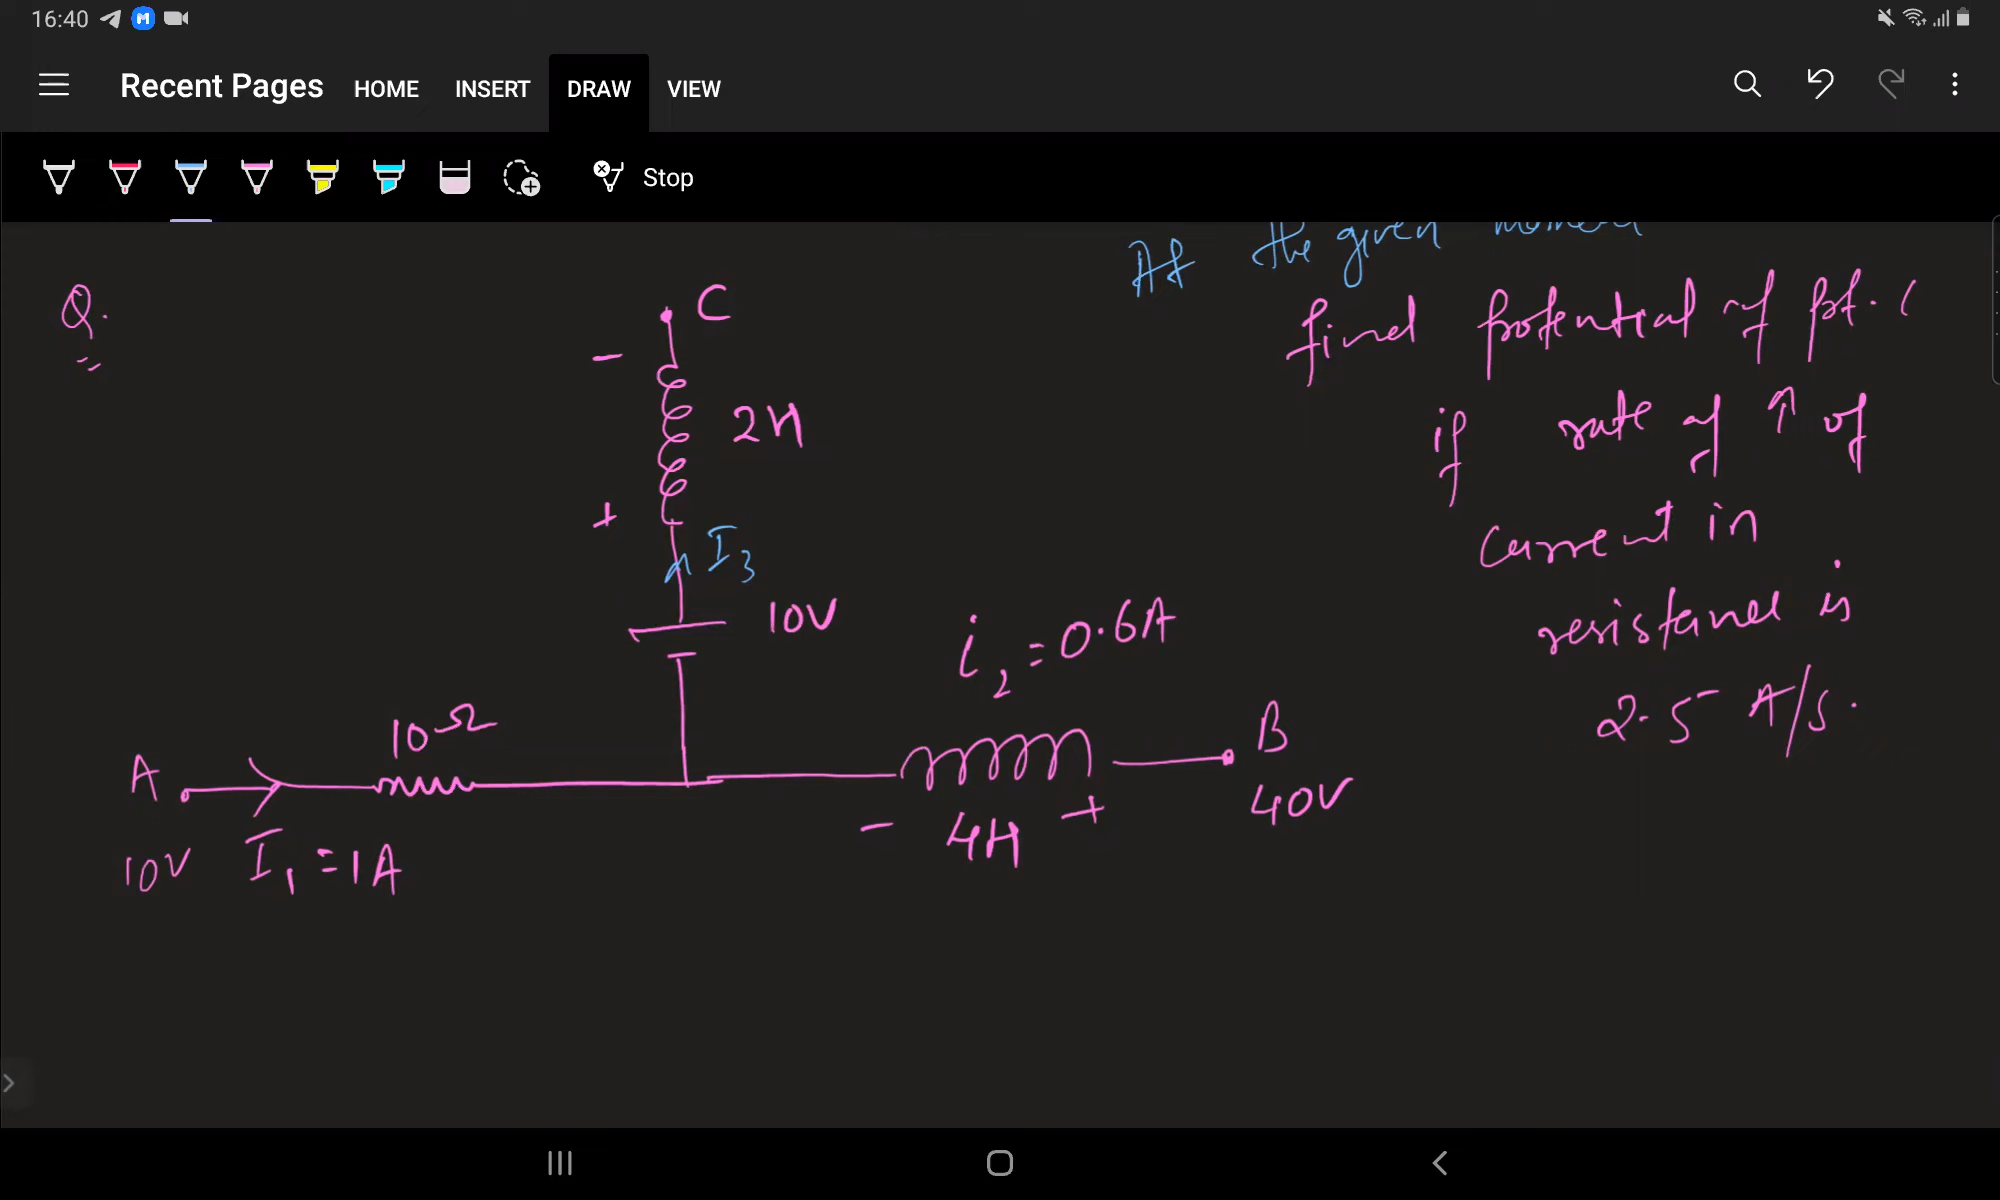 16:40
Recent Pages HOME INSERT DRAW VIEW
Stop
At the given moment
Q.
find potential of pt. C
if rate of ↑ of
current in
resistance is
2.5 A/s.
C
-
2H
+
I₃
10V
i₂ = 0.6A
10Ω
A
B
40V
- 4H +
10V I₁ = 1A